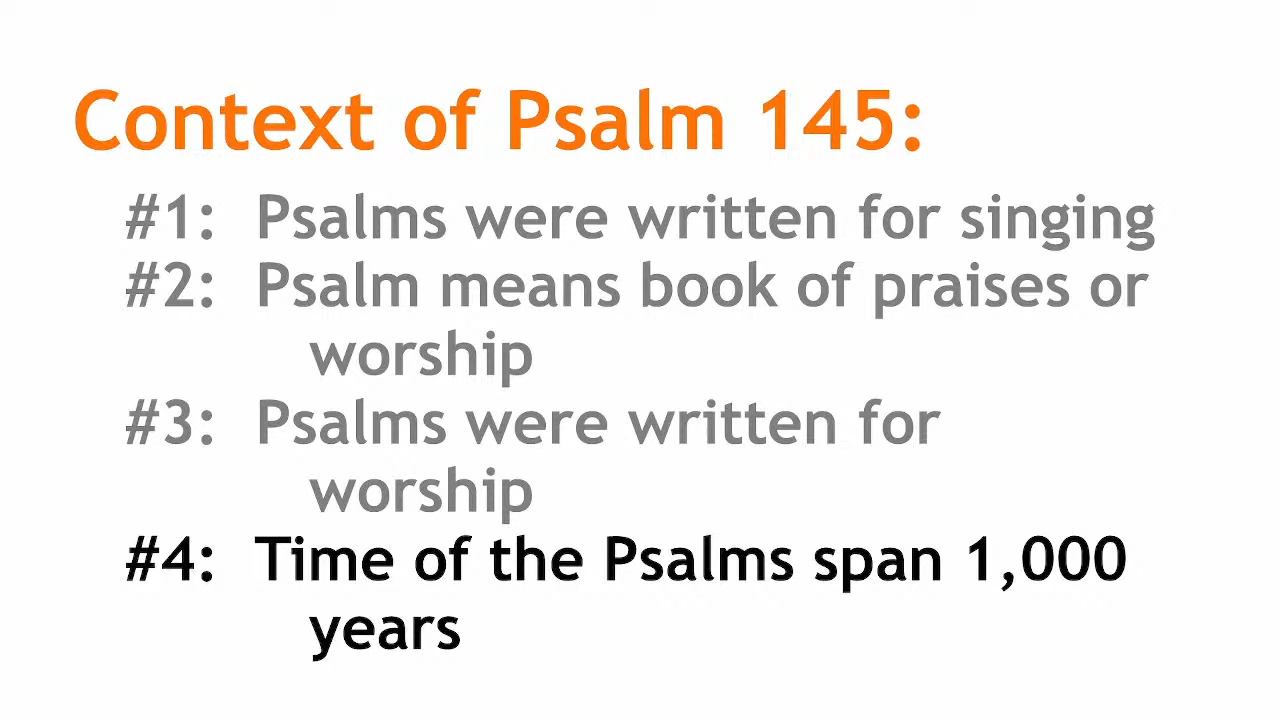 Context of Psalm 145:
#1: Psalms were written for singing
#2: Psalm means book of praises or
worship
#3: Psalms were written for
worship
#4: Time of the Psalms span 1,000
years